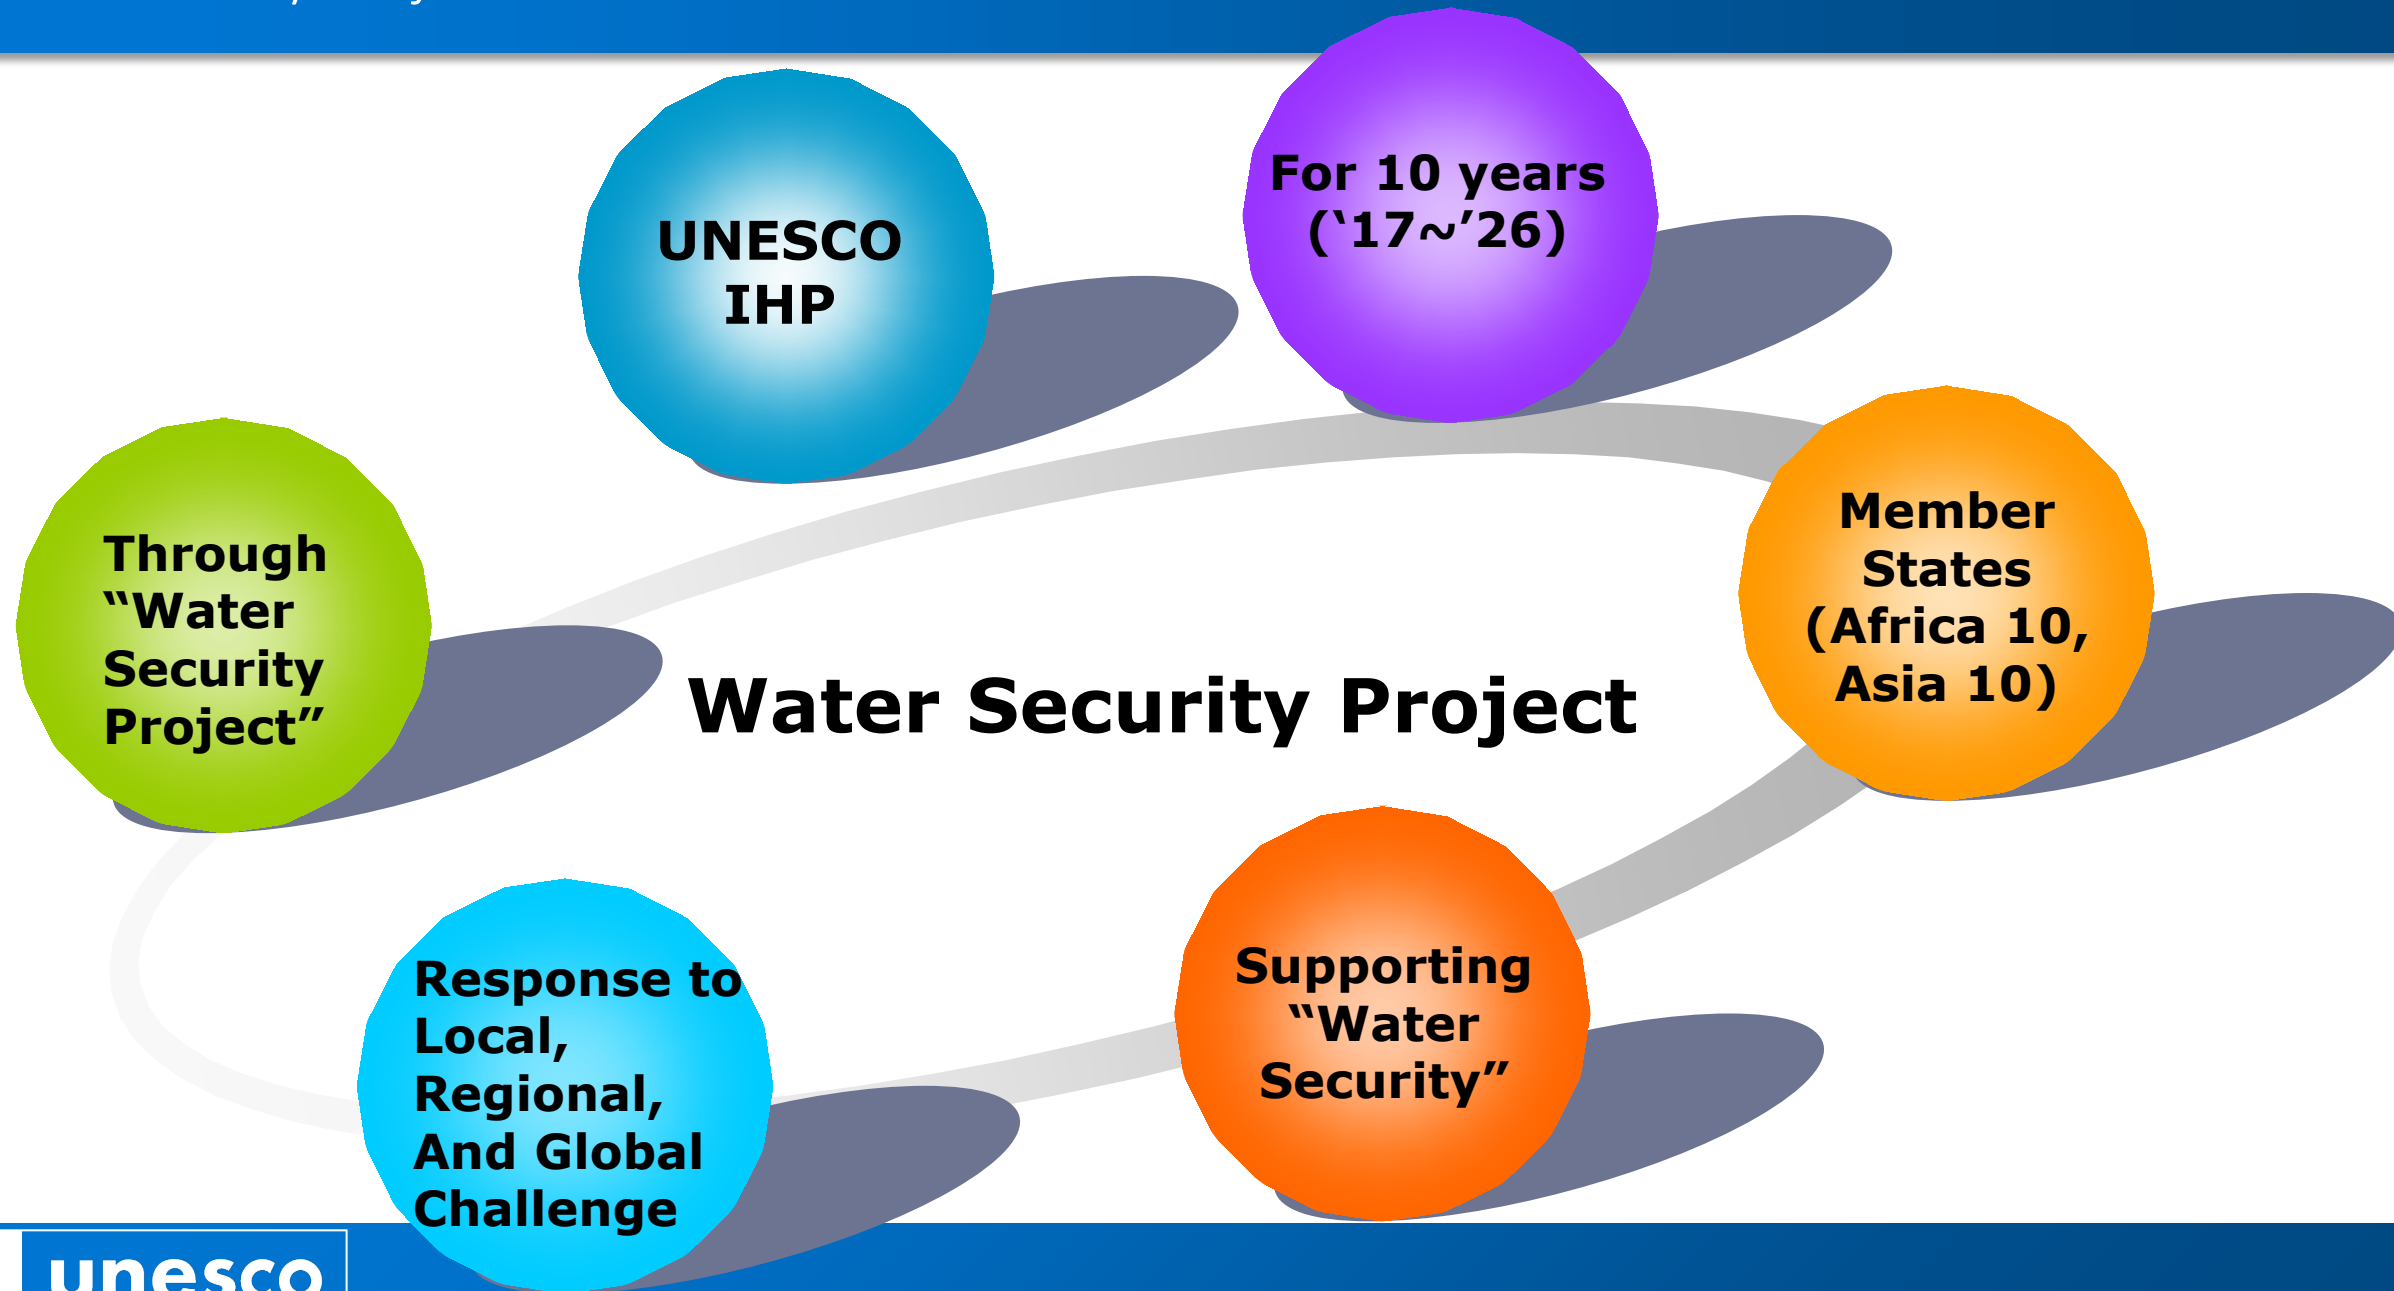 UNESCO
IHP
For 10 years
(‘17~’26)
Member
States
(Africa 10,
Asia 10)
Supporting
“Water
Security”
Response to
Local,
Regional,
And Global
Challenge
Through
“Water
Security
Project”
Water Security Project
unesco